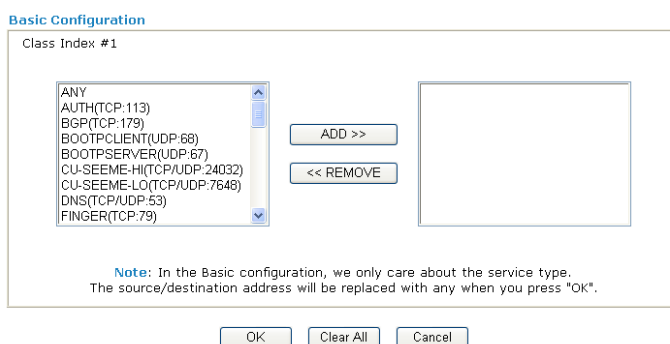 Basic Configuration
Class Index #1
ANY
AUTH(TCP:113)
BGP(TCP:179)
BOOTPCLIENT(UDP:68)
BOOTPSERVER(UDP:67)
CU-SEEME-HI(TCP/UDP:24032)
CU-SEEME-LO(TCP/UDP:7648)
DNS(TCP/UDP:53)
FINGER(TCP:79)
ADD >>
<< REMOVE
Note: In the Basic configuration, we only care about the service type.
The source/destination address will be replaced with any when you press "OK".
OK Clear All Cancel